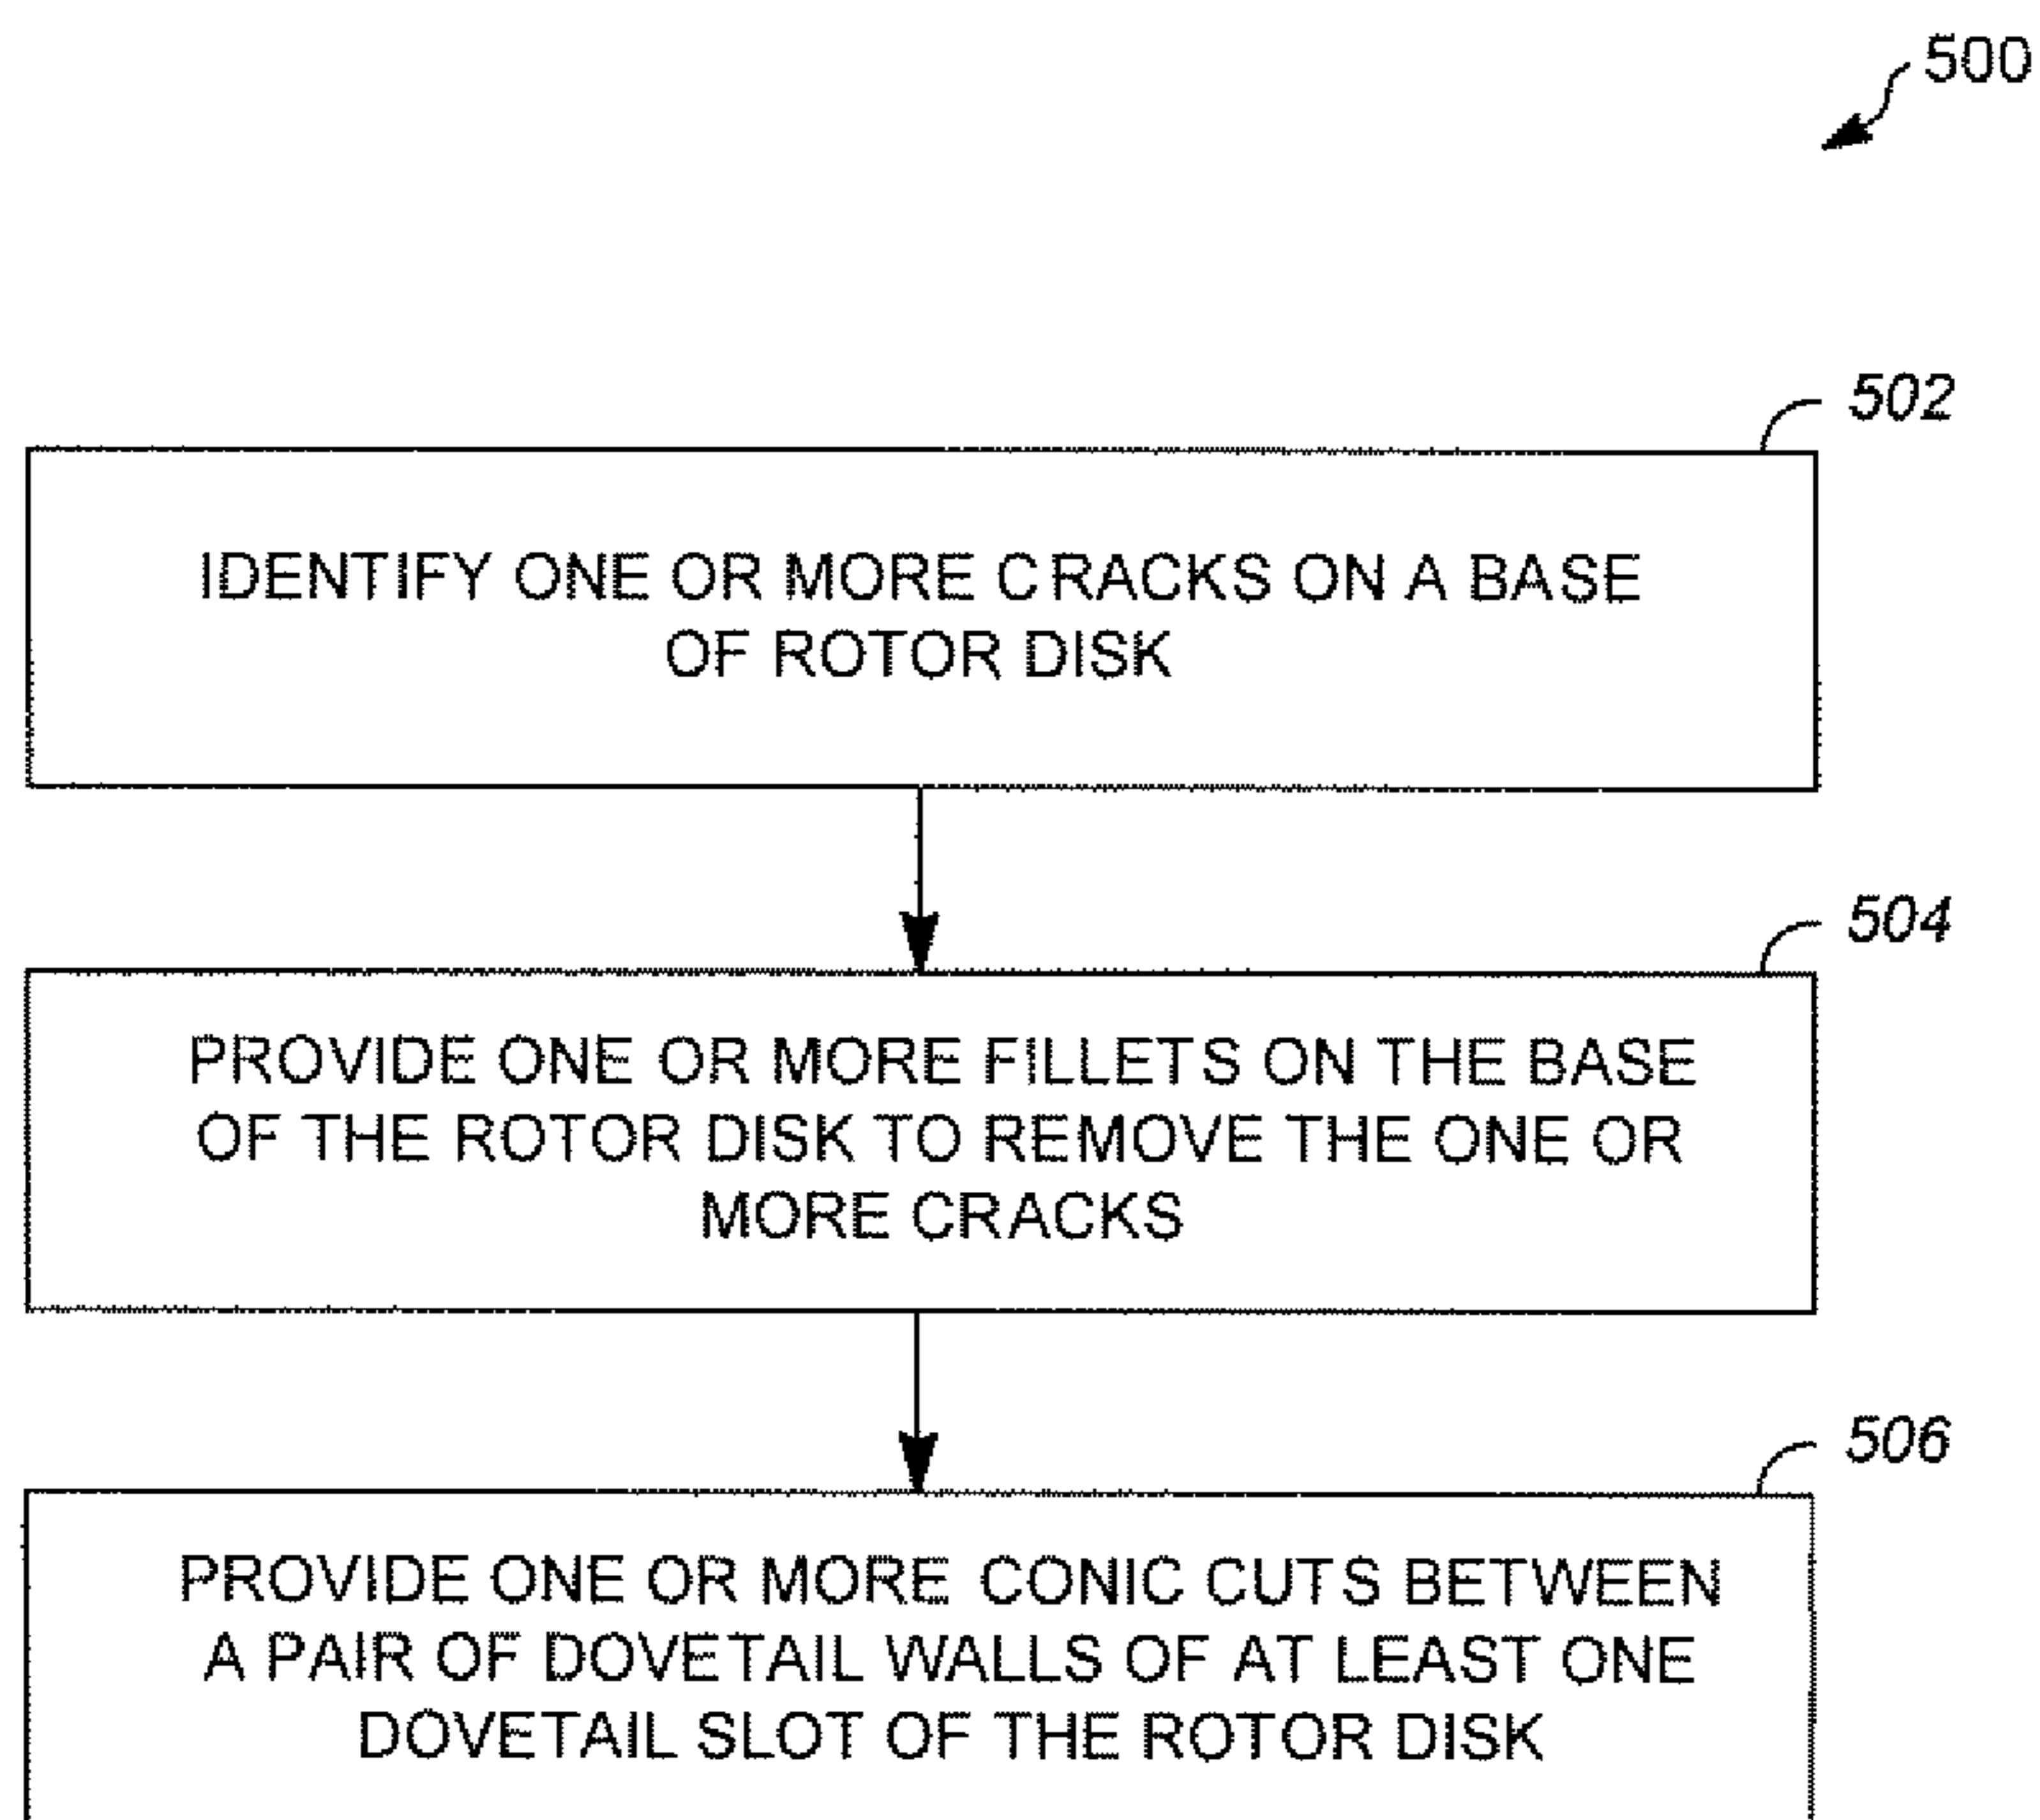 500
502
IDENTIFY ONE OR MORE CRACKS ON A BASE
OF ROTOR DISK
504
PROVIDE ONE OR MORE FILLETS ON THE BASE
OF THE ROTOR DISK TO REMOVE THE ONE OR
MORE CRACKS
506
PROVIDE ONE OR MORE CONIC CUTS BETWEEN
A PAIR OF DOVETAIL WALLS OF AT LEAST ONE
DOVETAIL SLOT OF THE ROTOR DISK